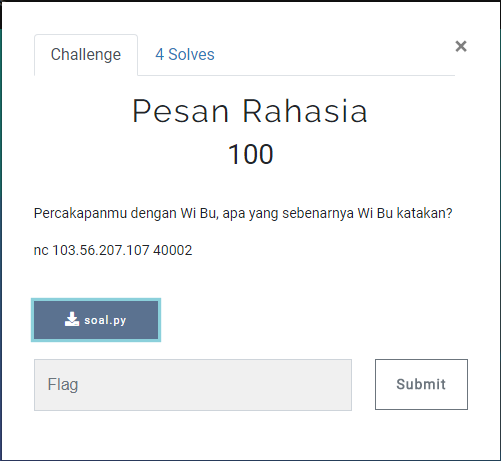 Challenge
4 Solves
×
Pesan Rahasia
100
Percakapanmu dengan Wi Bu, apa yang sebenarnya Wi Bu katakan?
nc 103.56.207.107 40002
soal.py
Flag
Submit